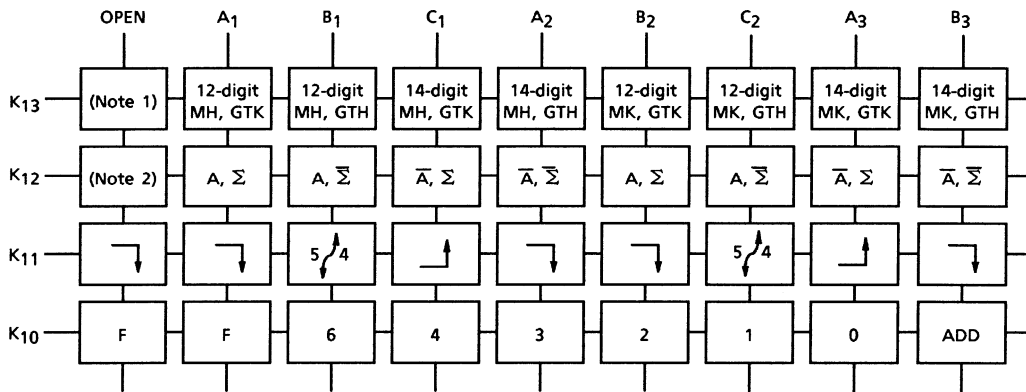 OPEN A1 B1 C1 A2 B2 C2 A3 B3
K13 (Note 1) 12-digit MH, GTK 12-digit MH, GTH 14-digit MH, GTK 14-digit MH, GTH 12-digit MK, GTK 12-digit MK, GTH 14-digit MK, GTK 14-digit MK, GTH
K12 (Note 2) A, Σ A, Σ̅ A̅, Σ A̅, Σ̅ A, Σ A, Σ̅ A̅, Σ A̅, Σ̅
K11 5 4 5 4
K10 F F 6 4 3 2 1 0 ADD